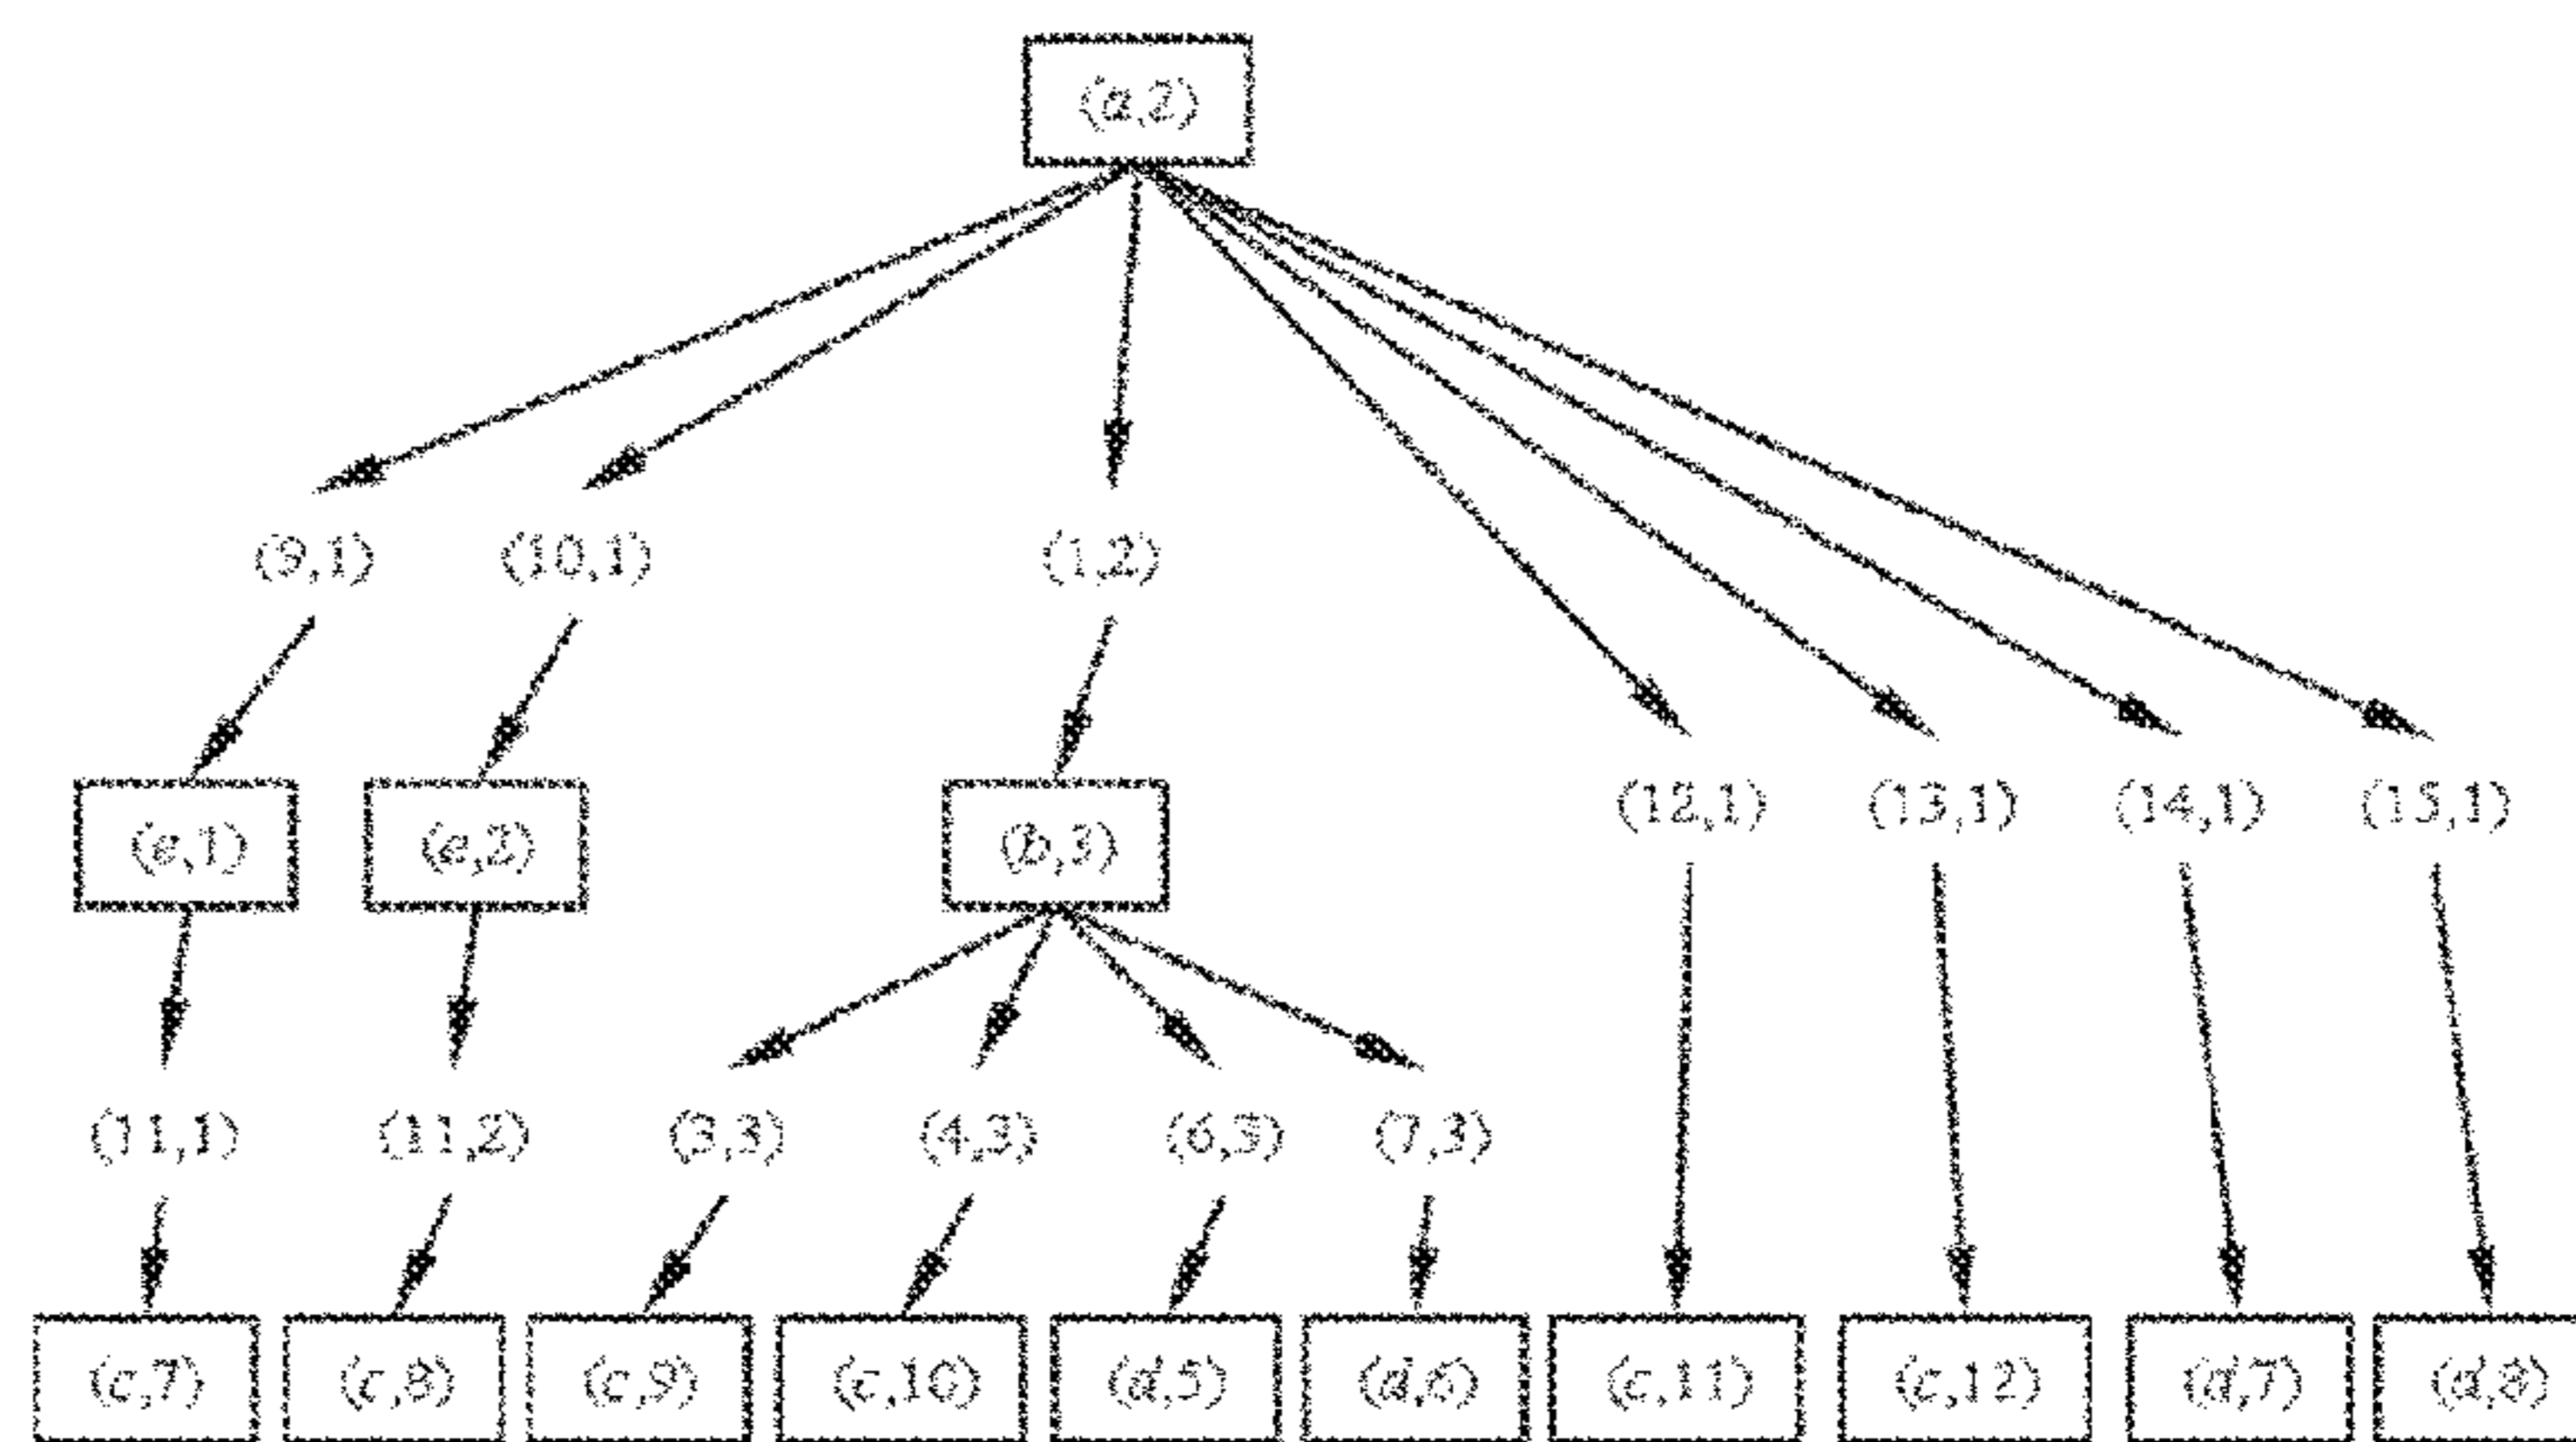 (a,2)
(9,1) (10,1) (1,2)
(12,1) (13,1) (14,1) (15,1)
(e,1) (e,2) (b,3)
(11,1) (11,2) (3,3) (4,3) (6,3) (7,3)
(c,7) (c,8) (c,9) (c,10) (d,5) (d,6) (c,11) (c,12) (d,7) (d,8)